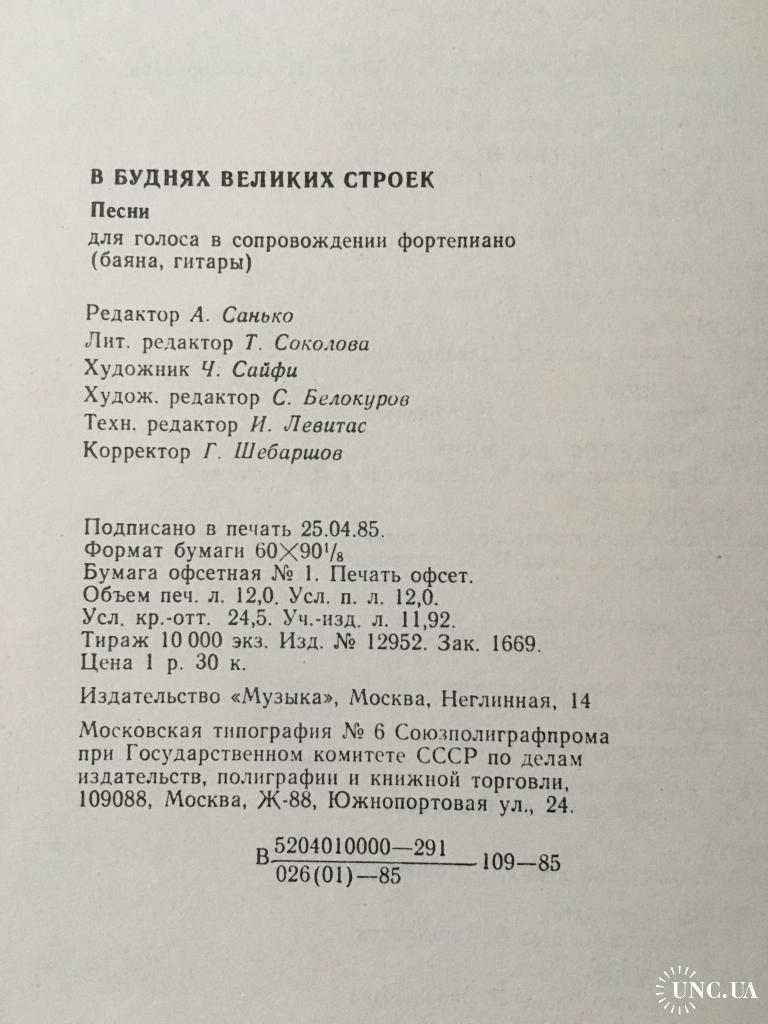 В БУДНЯХ ВЕЛИКИХ СТРОЕК
Песни
для голоса в сопровождении фортепиано
(баяна, гитары)
Редактор А. Санько
Лит. редактор Т. Соколова
Художник Ч. Сайфи
Худож. редактор С. Белокуров
Техн. редактор И. Левитас
Корректор Г. Шебаршов
Подписано в печать 25.04.85.
Формат бумаги 60×90¹/₈
Бумага офсетная № 1. Печать офсет.
Объем печ. л. 12,0. Усл. п. л. 12,0.
Усл. кр.-отт. 24,5. Уч.-изд. л. 11,92.
Тираж 10 000 экз. Изд. № 12952. Зак. 1669.
Цена 1 р. 30 к.
Издательство «Музыка», Москва, Неглинная, 14
Московская типография № 6 Союзполиграфпрома
при Государственном комитете СССР по делам
издательств, полиграфии и книжной торговли,
109088, Москва, Ж-88, Южнопортовая ул., 24.
В 5204010000—291 109—85
026(01)—85
UNC.UA